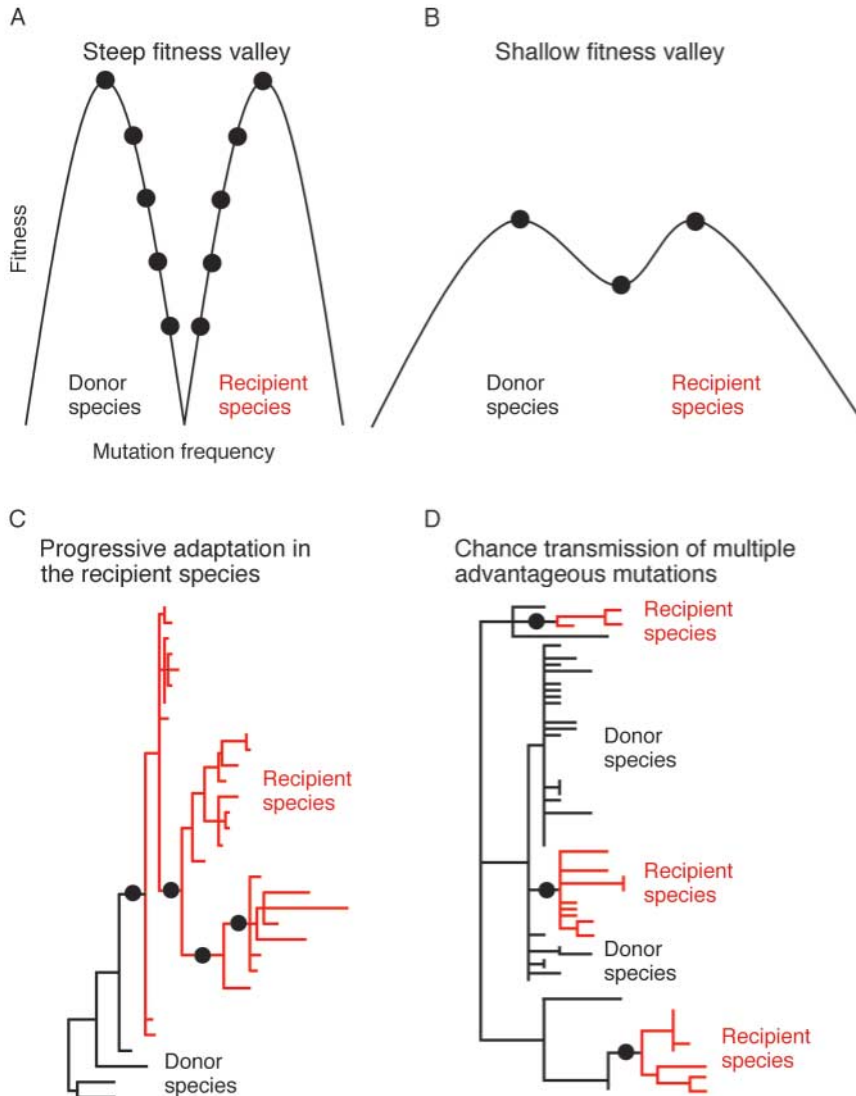 A
Steep fitness valley
Fitness
Donor
species
Recipient
species
Mutation frequency
B
Shallow fitness valley
Donor
species
Recipient
species
C
Progressive adaptation in
the recipient species
Recipient
species
Donor
species
D
Chance transmission of multiple
advantageous mutations
Recipient
species
Donor
species
Recipient
species
Donor
species
Recipient
species